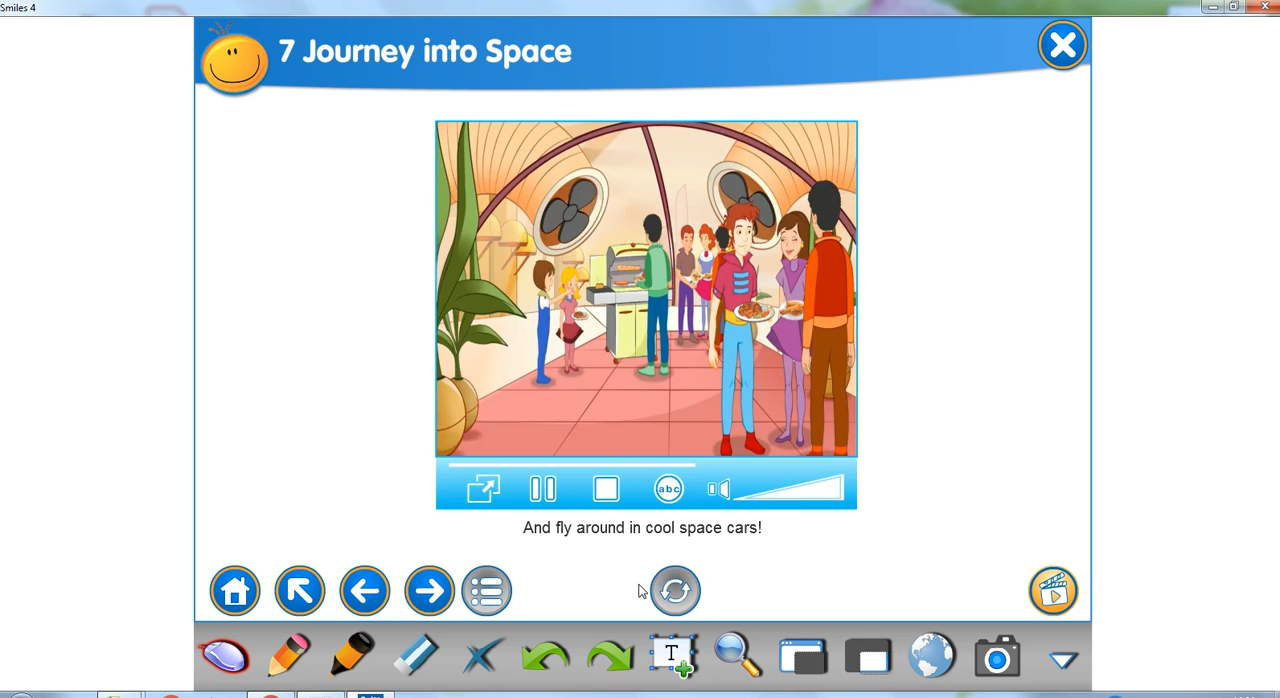 Smiles 4
7 Journey into Space
abc
And fly around in cool space cars!
T